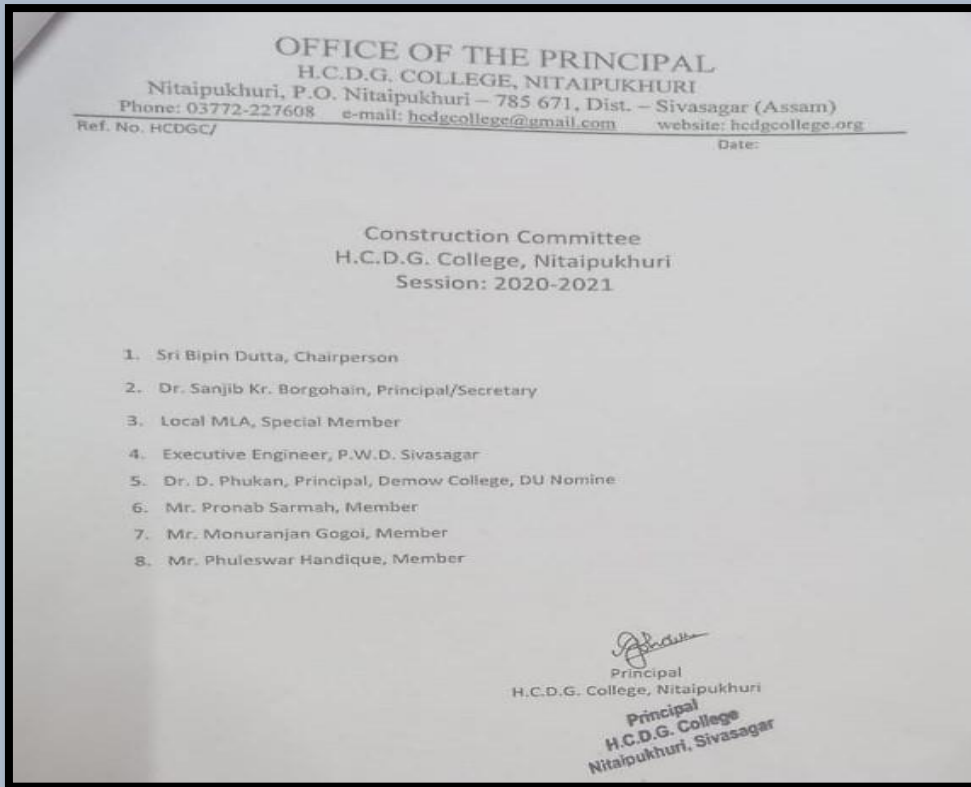 OFFICE OF THE PRINCIPAL
H.C.D.G. COLLEGE, NITAIPUKHURI
Nitaipukhuri, P.O. Nitaipukhuri – 785 671, Dist. – Sivasagar (Assam)
Phone: 03772-227608 e-mail: hcdgcollege@gmail.com website: hcdgcollege.org
Ref. No. HCDGC/
Date:
Construction Committee
H.C.D.G. College, Nitaipukhuri
Session: 2020-2021
1. Sri Bipin Dutta, Chairperson
2. Dr. Sanjib Kr. Borgohain, Principal/Secretary
3. Local MLA, Special Member
4. Executive Engineer, P.W.D. Sivasagar
5. Dr. D. Phukan, Principal, Demow College, DU Nomine
6. Mr. Pronab Sarmah, Member
7. Mr. Monuranjan Gogoi, Member
8. Mr. Phuleswar Handique, Member
Principal
H.C.D.G. College, Nitaipukhuri
Principal
H.C.D.G. College
Nitaipukhuri, Sivasagar